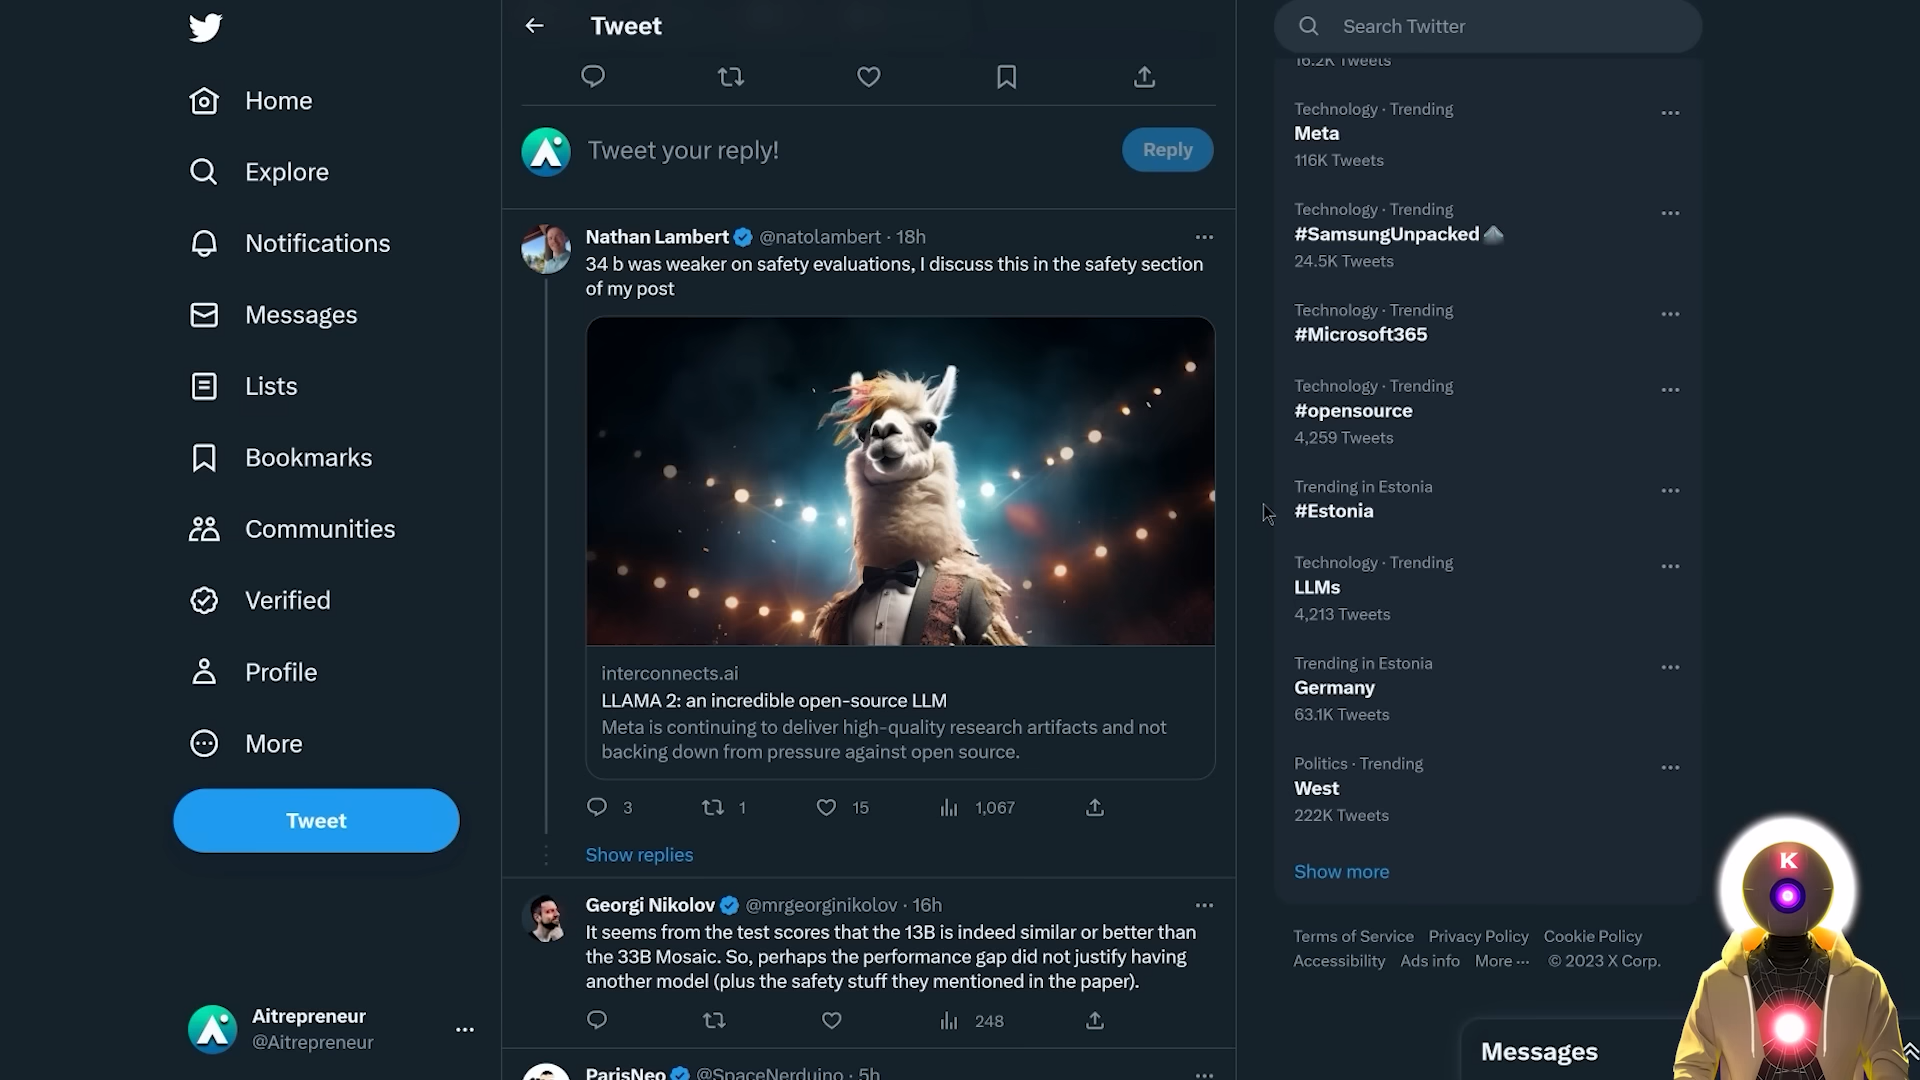 Home
Explore
Notifications
Messages
Lists
Bookmarks
Communities
Verified
Profile
More
Tweet
Aitrepreneur
@Aitrepreneur
Tweet
Tweet your reply!
Reply
Nathan Lambert @natolambert · 18h
34 b was weaker on safety evaluations, I discuss this in the safety section
of my post
interconnects.ai
LLAMA 2: an incredible open-source LLM
Meta is continuing to deliver high-quality research artifacts and not
backing down from pressure against open source.
3 1 15 1,067
Show replies
Georgi Nikolov @mrgeorginikolov · 16h
It seems from the test scores that the 13B is indeed similar or better than
the 33B Mosaic. So, perhaps the performance gap did not justify having
another model (plus the safety stuff they mentioned in the paper).
248
ParisNeo @SpaceNerduino · 5h
Search Twitter
16.2K Tweets
Technology · Trending
Meta
116K Tweets
Technology · Trending
#SamsungUnpacked
24.5K Tweets
Technology · Trending
#Microsoft365
Technology · Trending
#opensource
4,259 Tweets
Trending in Estonia
#Estonia
Technology · Trending
LLMs
4,213 Tweets
Trending in Estonia
Germany
63.1K Tweets
Politics · Trending
West
222K Tweets
Show more
Terms of Service Privacy Policy Cookie Policy
Accessibility Ads info More ··· © 2023 X Corp.
Messages
K